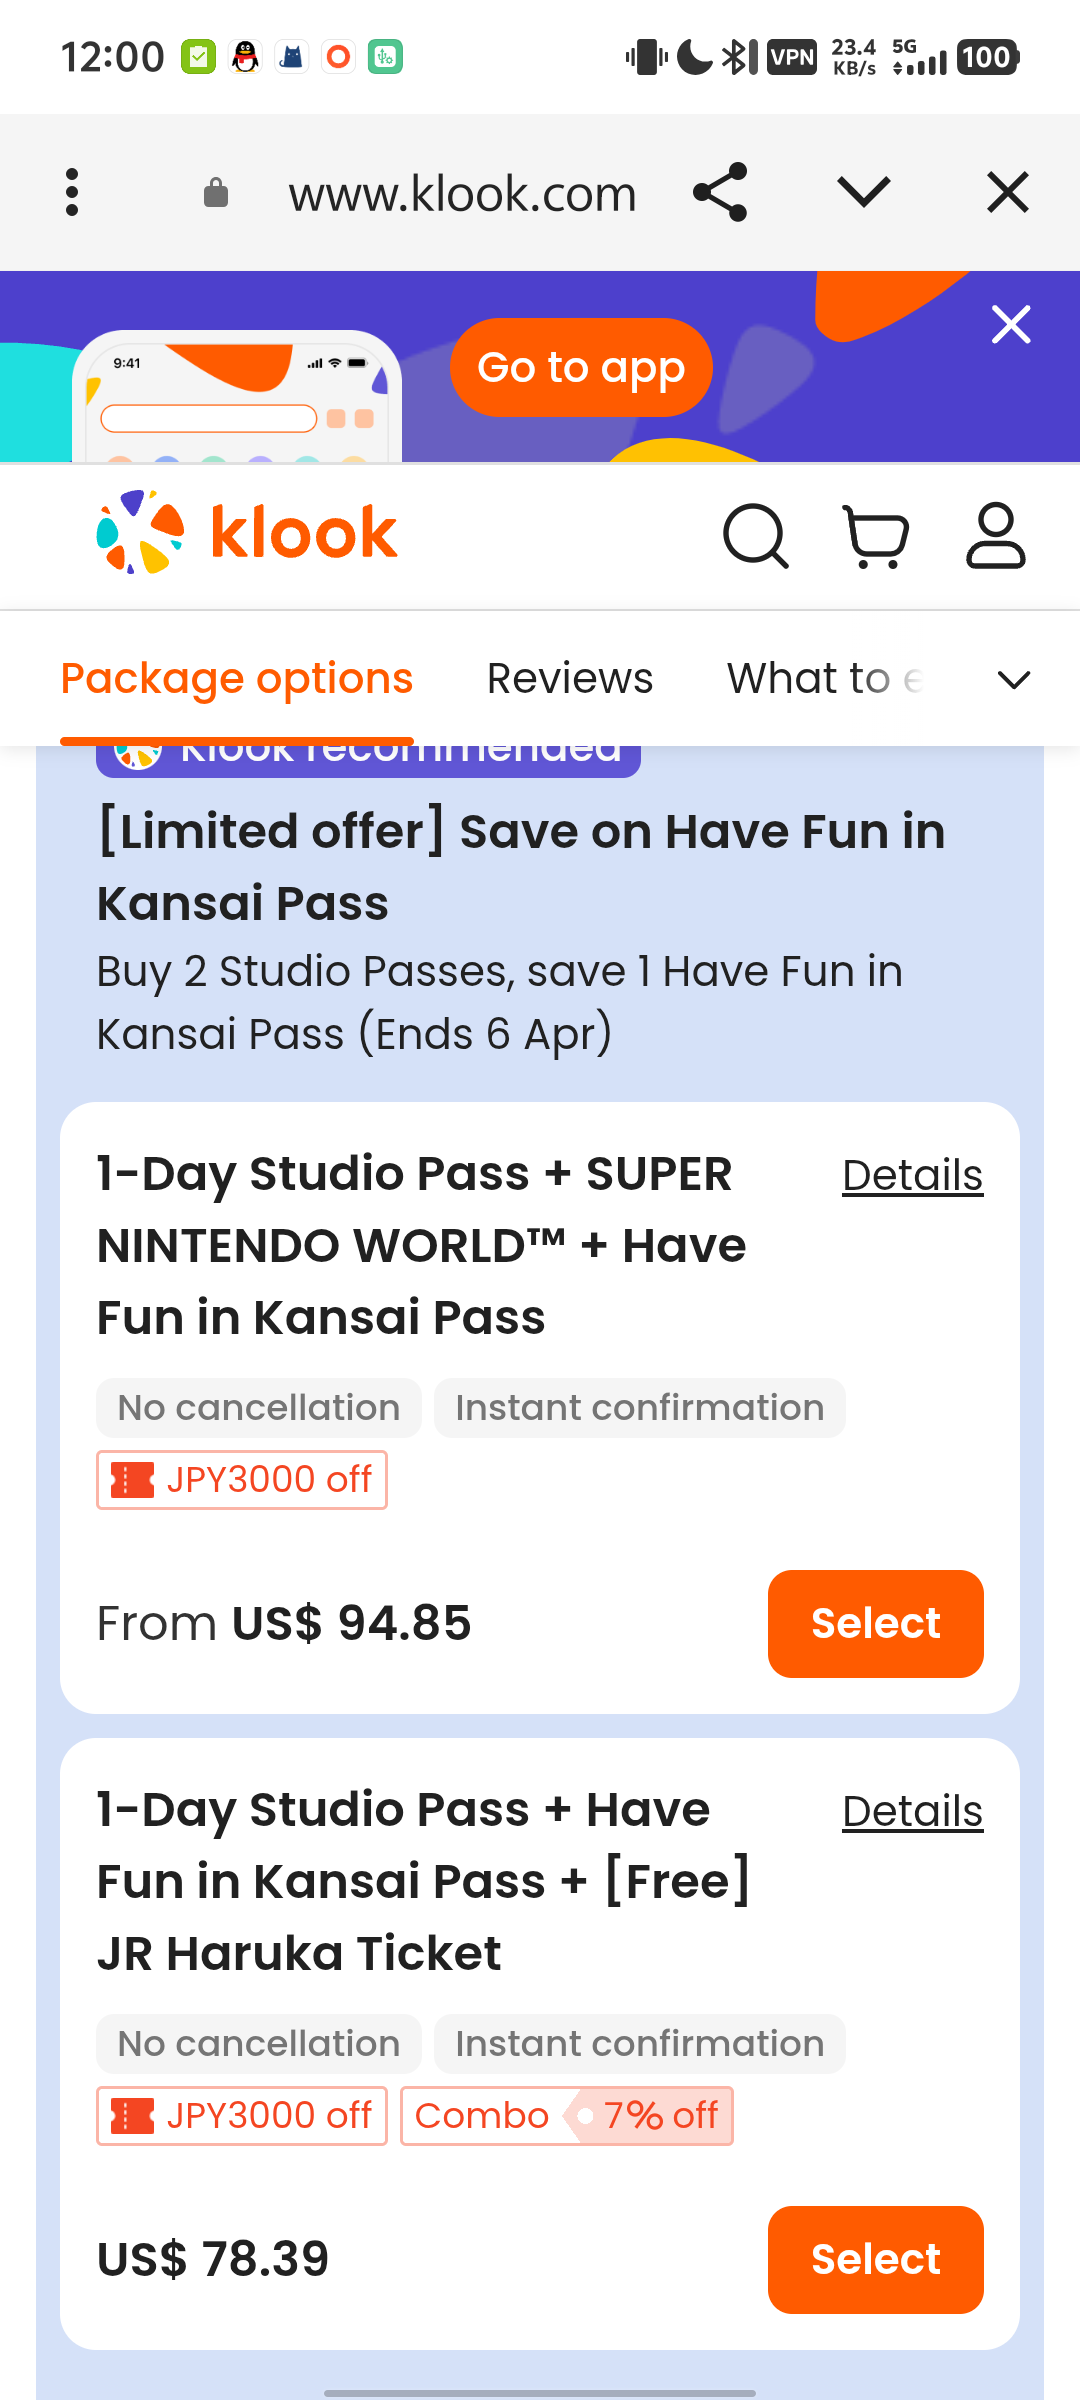 12:00
VPN
23.4 KB/s
5G
100
www.klook.com
9:41
Go to app
klook
Package options
Reviews
What to e
Klook recommended
[Limited offer] Save on Have Fun in
Kansai Pass
Buy 2 Studio Passes, save 1 Have Fun in
Kansai Pass (Ends 6 Apr)
1-Day Studio Pass + SUPER
NINTENDO WORLD™ + Have
Fun in Kansai Pass
Details
No cancellation
Instant confirmation
JPY3000 off
From US$ 94.85
Select
1-Day Studio Pass + Have
Fun in Kansai Pass + [Free]
JR Haruka Ticket
Details
No cancellation
Instant confirmation
JPY3000 off
Combo 7% off
US$ 78.39
Select